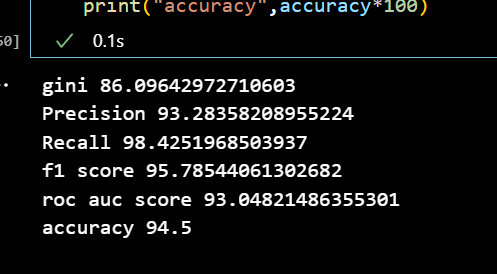 print("accuracy",accuracy*100)
0.1s
gini 86.09642972710603
Precision 93.28358208955224
Recall 98.4251968503937
f1 score 95.78544061302682
roc auc score 93.04821486355301
accuracy 94.5